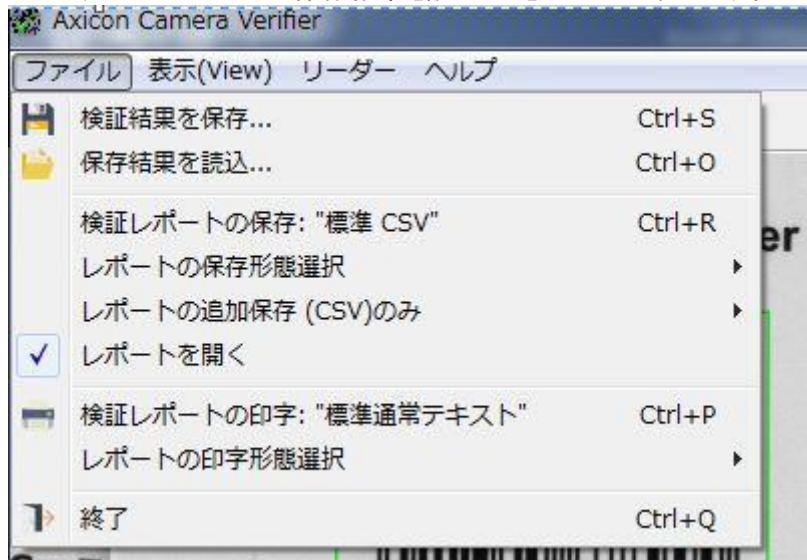 Axicon Camera Verifier
ファイル 表示(View) リーダー ヘルプ
検証結果を保存... Ctrl+S
保存結果を読込... Ctrl+O
検証レポートの保存: "標準 CSV" Ctrl+R
レポートの保存形態選択
レポートの追加保存 (CSV)のみ
レポートを開く
検証レポートの印字: "標準通常テキスト" Ctrl+P
レポートの印字形態選択
終了 Ctrl+Q
er